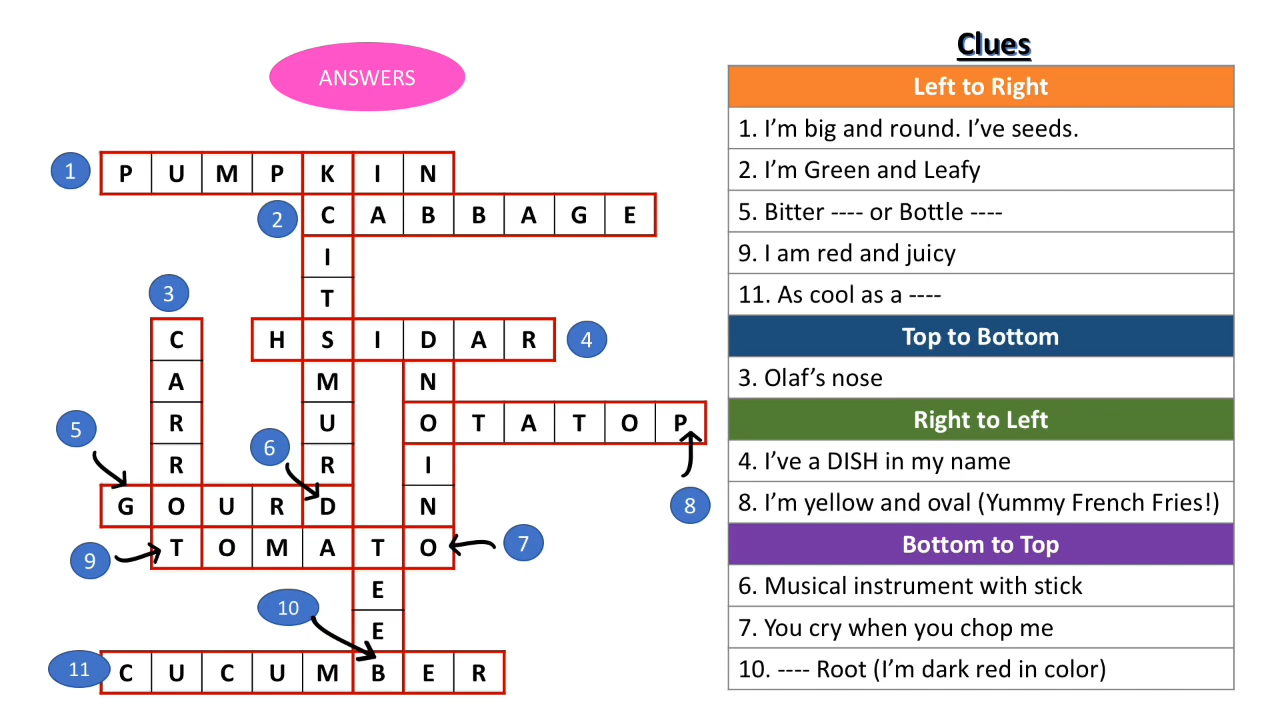 Clues
ANSWERS
Left to Right
1. I’m big and round. I’ve seeds.
2. I’m Green and Leafy
5. Bitter ---- or Bottle ----
9. I am red and juicy
11. As cool as a ----
Top to Bottom
3. Olaf’s nose
Right to Left
4. I’ve a DISH in my name
8. I’m yellow and oval (Yummy French Fries!)
Bottom to Top
6. Musical instrument with stick
7. You cry when you chop me
10. ---- Root (I’m dark red in color)
1 P U M P K I N
2 C A B B A G E
I
3 T
C H S I D A R 4
A M N
5 R U O T A T O P
6 R R I
G O U R D N 8
9 T O M A T O 7
E
10 E
11 C U C U M B E R